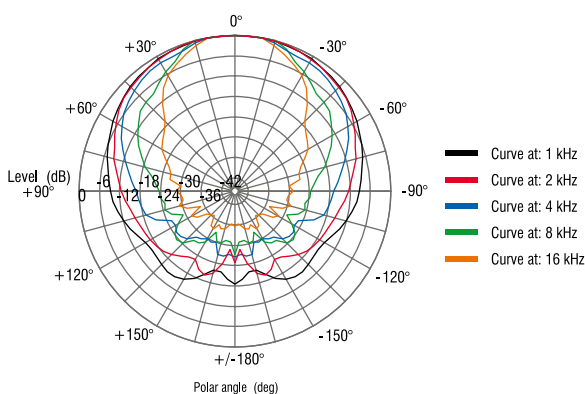 0°
+30°
-30°
+60°
-60°
Level (dB)
+90°
0 -6 -12 -18 -24 -30 -36 -42
-90°
+120°
-120°
+150°
-150°
+/-180°
Polar angle (deg)
Curve at: 1 kHz
Curve at: 2 kHz
Curve at: 4 kHz
Curve at: 8 kHz
Curve at: 16 kHz